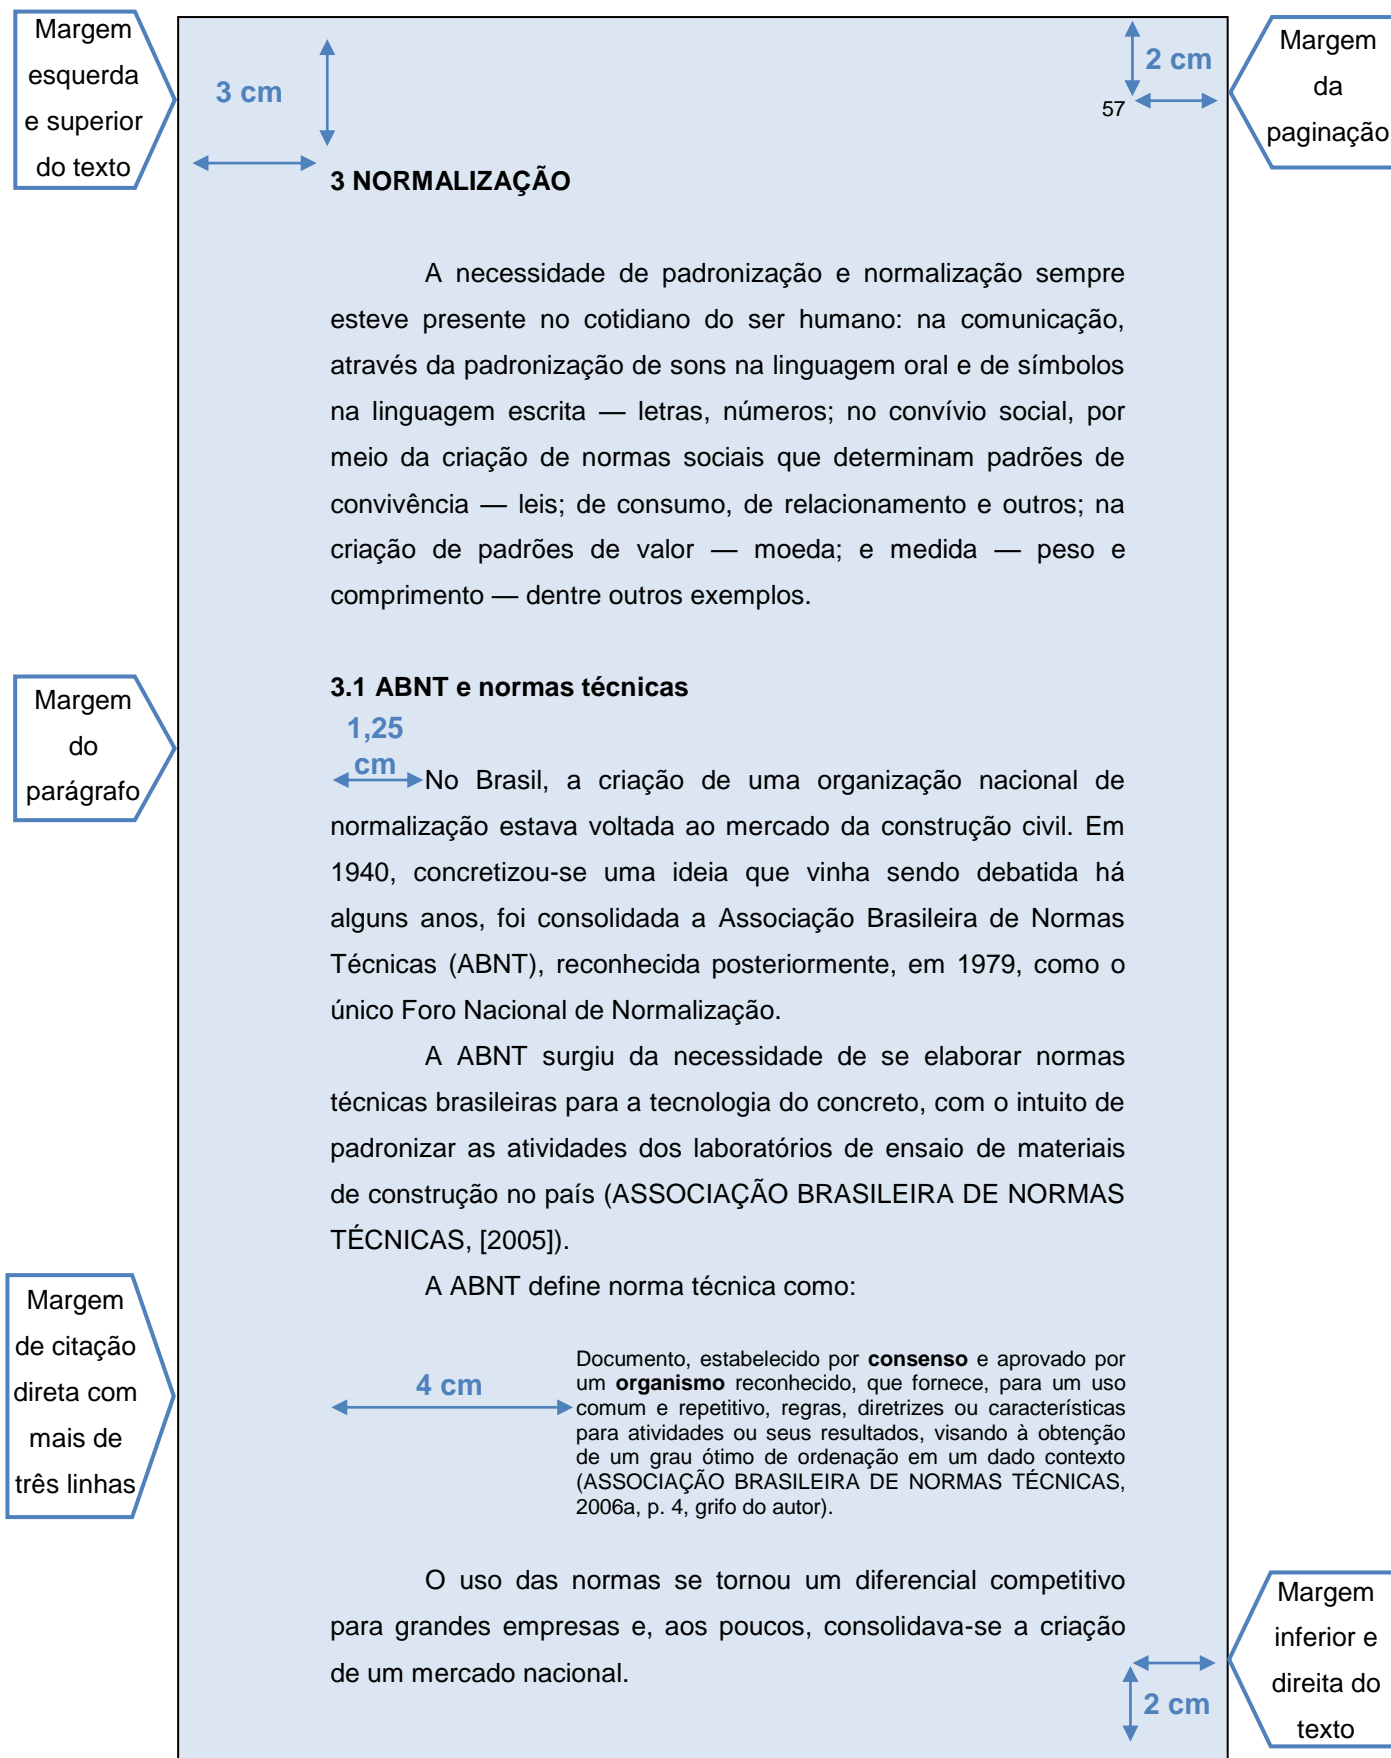 Margem
esquerda
e superior
do texto
3 cm
2 cm
57
Margem
da
paginação
3 NORMALIZAÇÃO
A necessidade de padronização e normalização sempre
esteve presente no cotidiano do ser humano: na comunicação,
através da padronização de sons na linguagem oral e de símbolos
na linguagem escrita — letras, números; no convívio social, por
meio da criação de normas sociais que determinam padrões de
convivência — leis; de consumo, de relacionamento e outros; na
criação de padrões de valor — moeda; e medida — peso e
comprimento — dentre outros exemplos.
3.1 ABNT e normas técnicas
Margem
do
parágrafo
1,25
cm
No Brasil, a criação de uma organização nacional de
normalização estava voltada ao mercado da construção civil. Em
1940, concretizou-se uma ideia que vinha sendo debatida há
alguns anos, foi consolidada a Associação Brasileira de Normas
Técnicas (ABNT), reconhecida posteriormente, em 1979, como o
único Foro Nacional de Normalização.
A ABNT surgiu da necessidade de se elaborar normas
técnicas brasileiras para a tecnologia do concreto, com o intuito de
padronizar as atividades dos laboratórios de ensaio de materiais
de construção no país (ASSOCIAÇÃO BRASILEIRA DE NORMAS
TÉCNICAS, [2005]).
A ABNT define norma técnica como:
Margem
de citação
direta com
mais de
três linhas
4 cm
Documento, estabelecido por consenso e aprovado por
um organismo reconhecido, que fornece, para um uso
comum e repetitivo, regras, diretrizes ou características
para atividades ou seus resultados, visando à obtenção
de um grau ótimo de ordenação em um dado contexto
(ASSOCIAÇÃO BRASILEIRA DE NORMAS TÉCNICAS,
2006a, p. 4, grifo do autor).
O uso das normas se tornou um diferencial competitivo
para grandes empresas e, aos poucos, consolidava-se a criação
de um mercado nacional.
2 cm
Margem
inferior e
direita do
texto